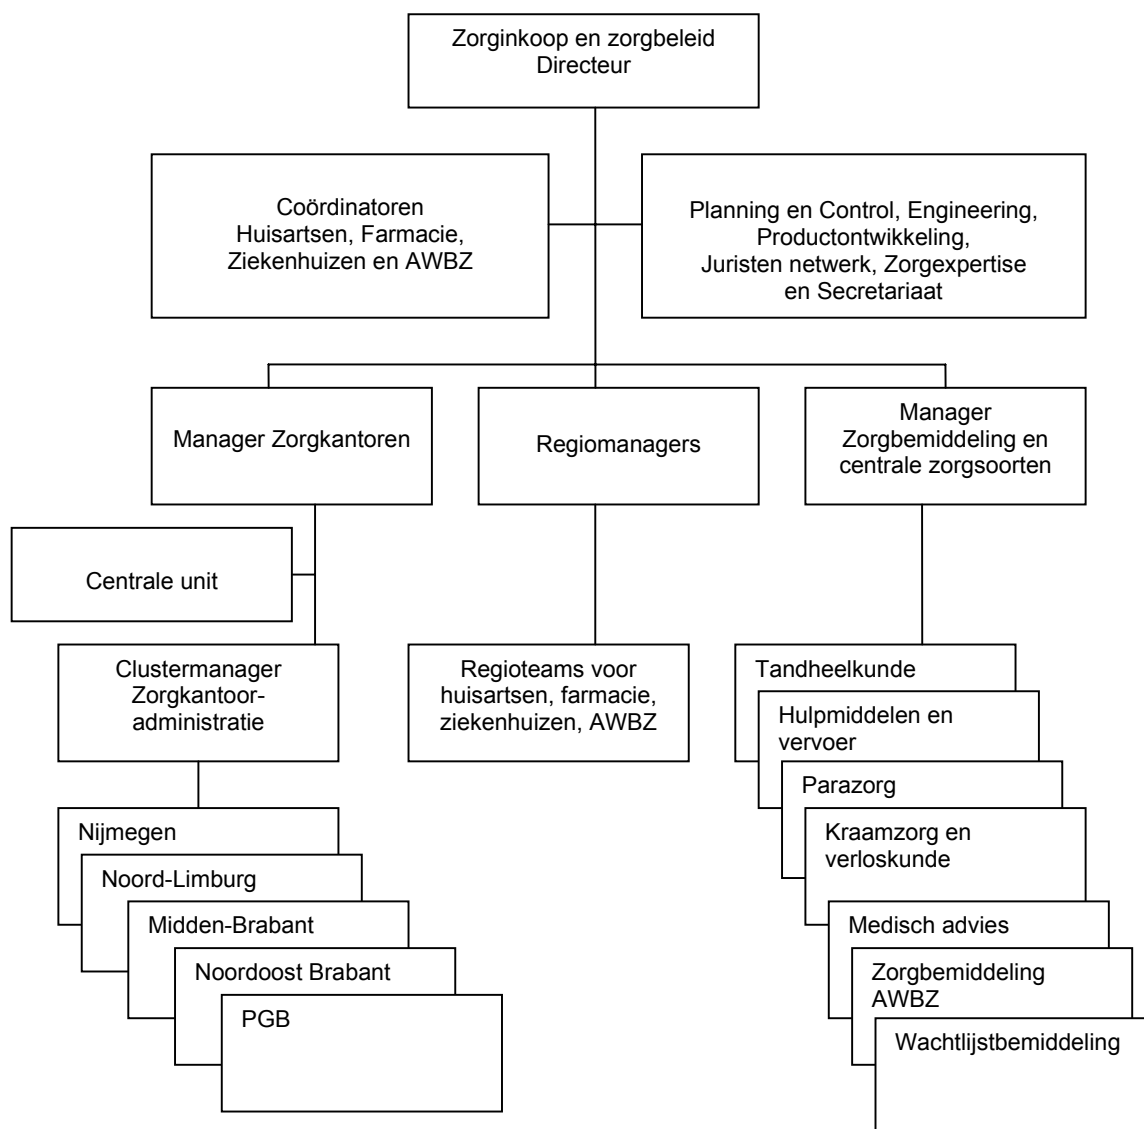 Zorginkoop en zorgbeleid
Directeur
Coördinatoren
Huisartsen, Farmacie,
Ziekenhuizen en AWBZ
Planning en Control, Engineering,
Productontwikkeling,
Juristen netwerk, Zorgexpertise
en Secretariaat
Manager Zorgkantoren
Regiomanagers
Manager
Zorgbemiddeling en
centrale zorgsoorten
Centrale unit
Clustermanager
Zorgkantoor-
administratie
Regioteams voor
huisartsen, farmacie,
ziekenhuizen, AWBZ
Tandheelkunde
Hulpmiddelen en
vervoer
Parazorg
Kraamzorg en
verloskunde
Medisch advies
Zorgbemiddeling
AWBZ
Wachtlijstbemiddeling
Nijmegen
Noord-Limburg
Midden-Brabant
Noordoost Brabant
PGB